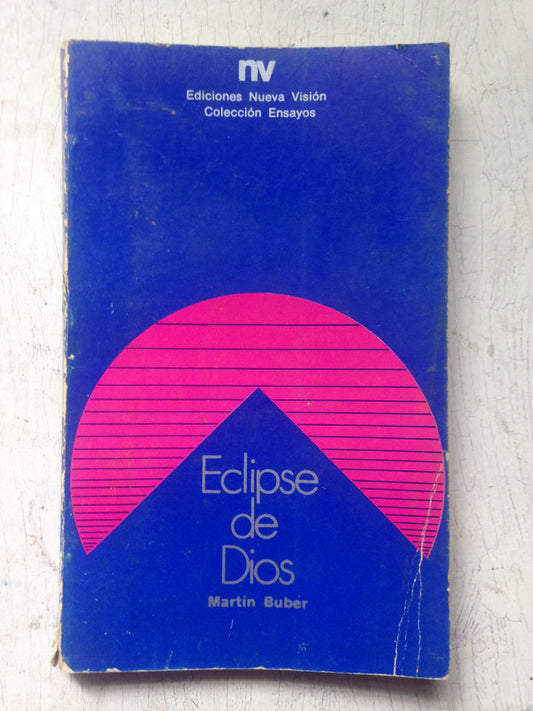 nv
Ediciones Nueva Visión
Colección Ensayos
Eclipse
de
Dios
Martín Buber